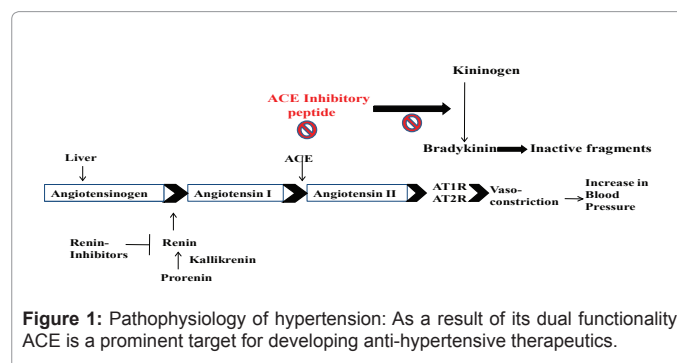 Kininogen
ACE Inhibitory
peptide
Bradykinin
Inactive fragments
Liver
ACE
Angiotensinogen
Angiotensin I
Angiotensin II
AT1R
AT2R
Vaso-
constriction
Increase in
Blood
Pressure
Renin-
Inhibitors
Renin
Kallikrenin
Prorenin
Figure 1: Pathophysiology of hypertension: As a result of its dual functionality
ACE is a prominent target for developing anti-hypertensive therapeutics.